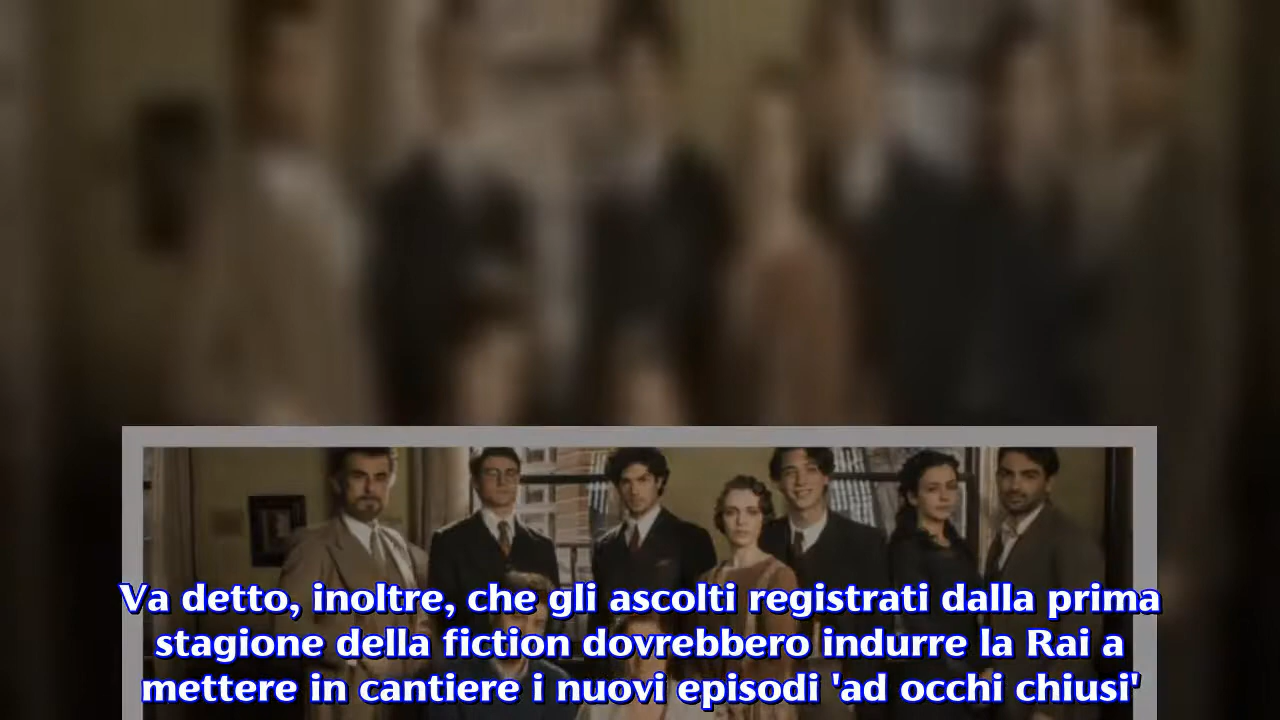 Va detto, inoltre, che gli ascolti registrati dalla prima
stagione della fiction dovrebbero indurre la Rai a
mettere in cantiere i nuovi episodi 'ad occhi chiusi'